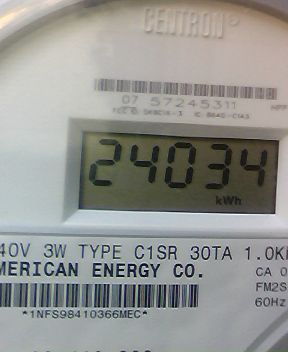 CENTRON
07 57245311
24034
kWh
40V 3W TYPE C1SR 30TA 1.0K
MERICAN ENERGY CO.
CA 0
FM2S
60Hz
*1NFS98410366MEC*